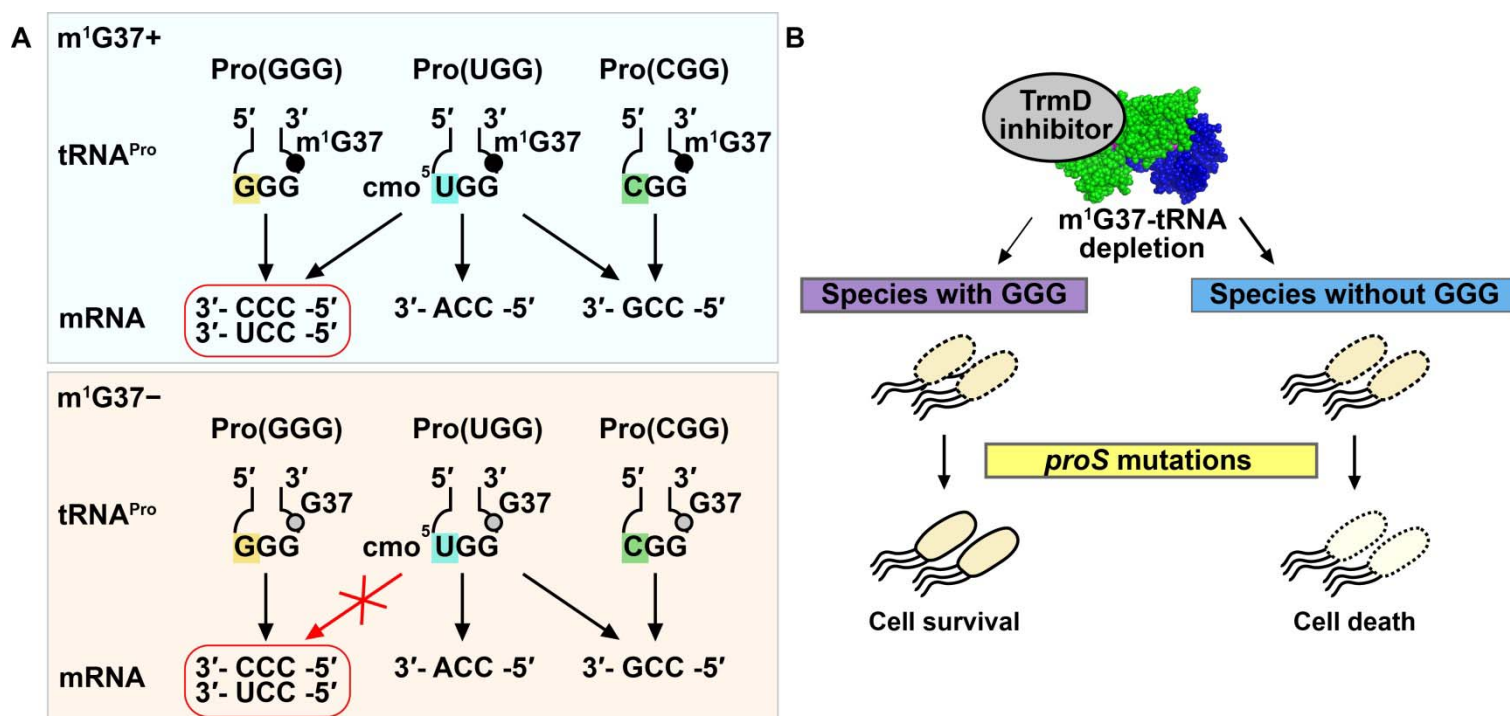 A
m¹G37+
Pro(GGG) Pro(UGG) Pro(CGG)
5′ 3′ 5′ 3′ 5′ 3′
m¹G37 m¹G37 m¹G37
tRNAᴾʳᵒ
GGG cmo⁵UGG CGG
mRNA
3′- CCC -5′ 3′- ACC -5′ 3′- GCC -5′
3′- UCC -5′
m¹G37−
Pro(GGG) Pro(UGG) Pro(CGG)
5′ 3′ 5′ 3′ 5′ 3′
G37 G37 G37
tRNAᴾʳᵒ
GGG cmo⁵UGG CGG
mRNA
3′- CCC -5′ 3′- ACC -5′ 3′- GCC -5′
3′- UCC -5′
B
TrmD
inhibitor
m¹G37-tRNA
depletion
Species with GGG Species without GGG
proS mutations
Cell survival Cell death